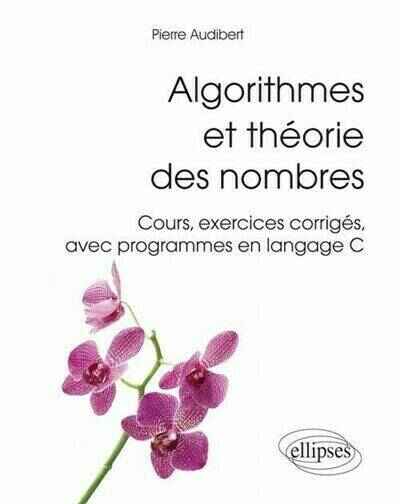 Pierre Audibert
Algorithmes
et théorie
des nombres
Cours, exercices corrigés,
avec programmes en langage C
ellipses